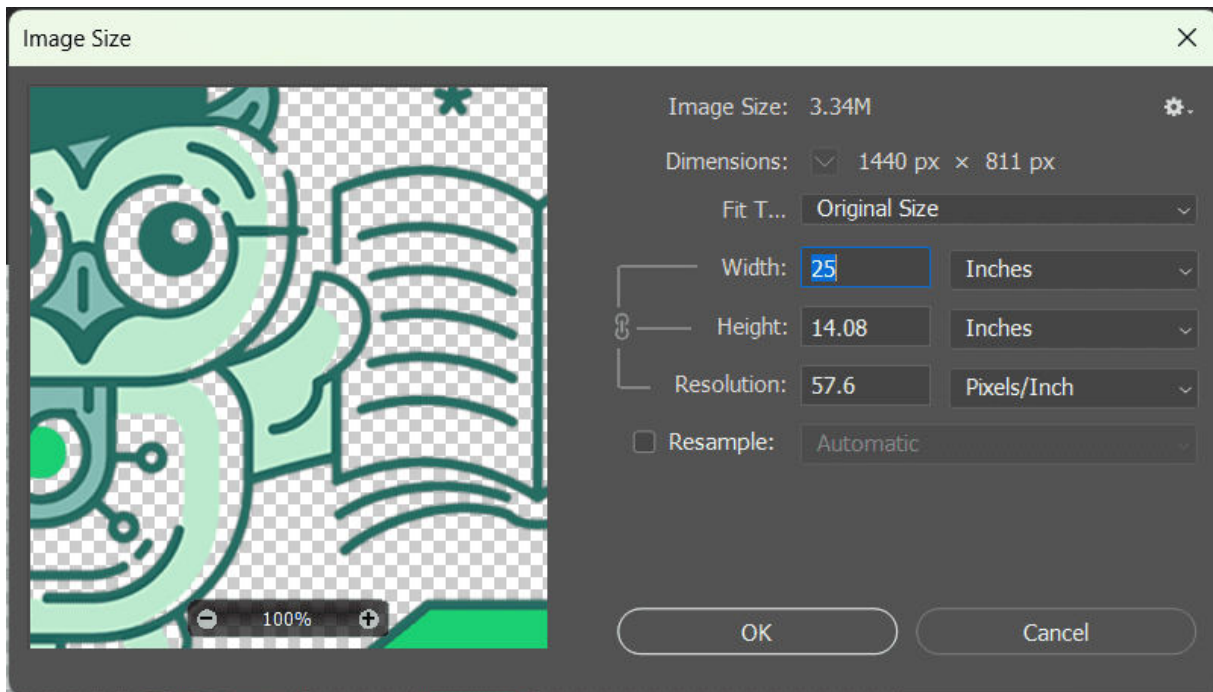 Image Size
Image Size: 3.34M
Dimensions: 1440 px × 811 px
Fit T... Original Size
Width: 25 Inches
Height: 14.08 Inches
Resolution: 57.6 Pixels/Inch
Resample: Automatic
100%
OK Cancel